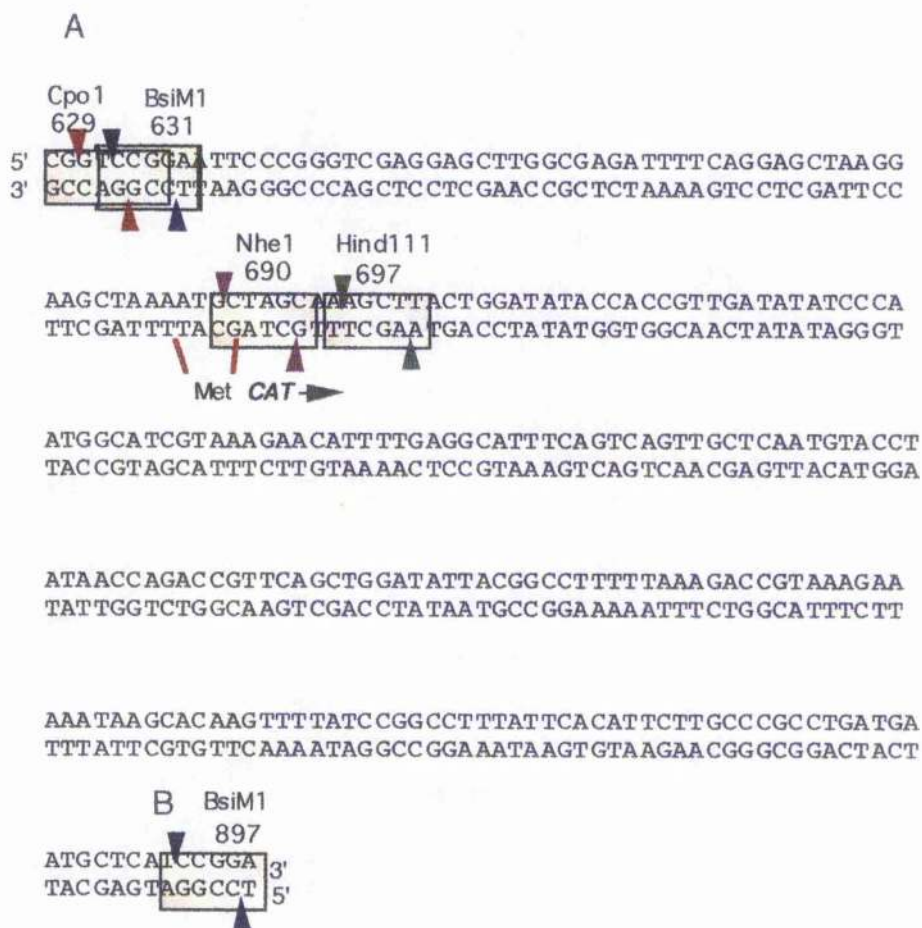 A
Cpo1 BsiM1
629 631
5' CGGTCCGGAATTCCCGGGTCGAGGAGCTTGGCGAGATTTTCAGGAGCTAAGG
3' GCCAGGCCTTAAGGGCCCAGCTCCTCGAACCGCTCTAAAAGTCCTCGATTCC
Nhe1 Hind111
690 697
AAGCTAAAATGCTAGCAAAGCTTACTGGATATACCACCGTTGATATATCCCA
TTCGATTTTACGATCGTTTCGAATGACCTATATGGTGGCAACTATATAGGGT
Met CAT
ATGGCATCGTAAAGAACATTTTGAGGCATTTCAGTCAGTTGCTCAATGTACCT
TACCGTAGCATTTCTTGTAAAACTCCGTAAAGTCAGTCAACGAGTTACATGGA
ATAACCAGACCGTTCAGCTGGATATTACGGCCTTTTTAAAGACCGTAAAGAA
TATTGGTCTGGCAAGTCGACCTATAATGCCGGAAAAATTTCTGGCATTTCTT
AAATAAGCACAAGTTTTATCCGGCCTTTATTCACATTCTTGCCCGCCTGATGA
TTTATTCGTGTTCAAAATAGGCCGGAAATAAGTGTAAGAACGGGCGGACTACT
B BsiM1
897
ATGCTCATCCGGA 3'
TACGAGTAGGCCT 5'